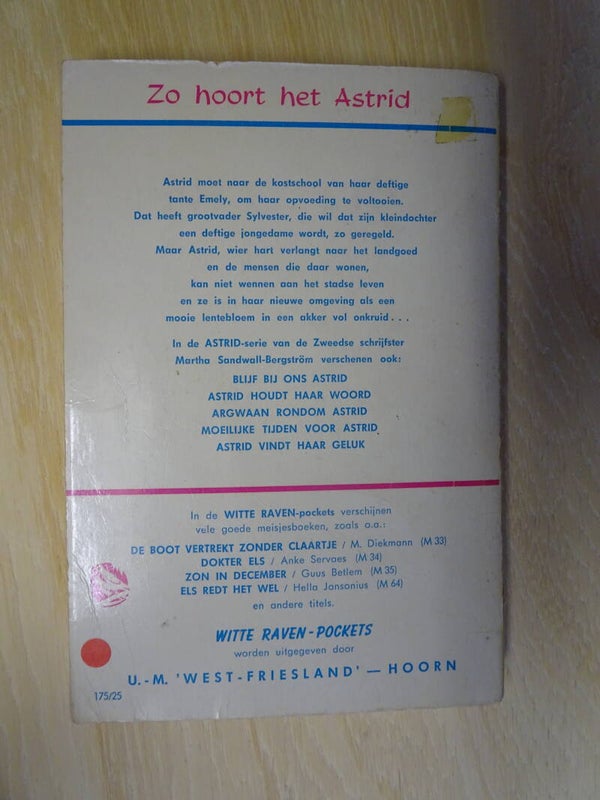 Zo hoort het Astrid
Astrid moet naar de kostschool van haar deftige
tante Emely, om haar opvoeding te voltooien.
Dat heeft grootvader Sylvester, die wil dat zijn kleindochter
een deftige jongedame wordt, zo geregeld.
Maar Astrid, wier hart verlangt naar het landgoed
en de mensen die daar wonen,
kan niet wennen aan het stadse leven
en ze is in haar nieuwe omgeving als een
mooie lentebloem in een akker vol onkruid . . .
In de ASTRID-serie van de Zweedse schrijfster
Martha Sandwall-Bergström verschenen ook:
BLIJF BIJ ONS ASTRID
ASTRID HOUDT HAAR WOORD
ARGWAAN RONDOM ASTRID
MOEILIJKE TIJDEN VOOR ASTRID
ASTRID VINDT HAAR GELUK
In de WITTE RAVEN-pockets verschijnen
vele goede meisjesboeken, zoals o.a.:
DE BOOT VERTREKT ZONDER CLAARTJE / M. Diekmann (M 33)
DOKTER ELS / Anke Servaes (M 34)
ZON IN DECEMBER / Guus Betlem (M 35)
ELS REDT HET WEL / Hella Jansonius (M 64)
en andere titels.
WITTE RAVEN-POCKETS
worden uitgegeven door
U.-M. 'WEST-FRIESLAND' — HOORN
175/25